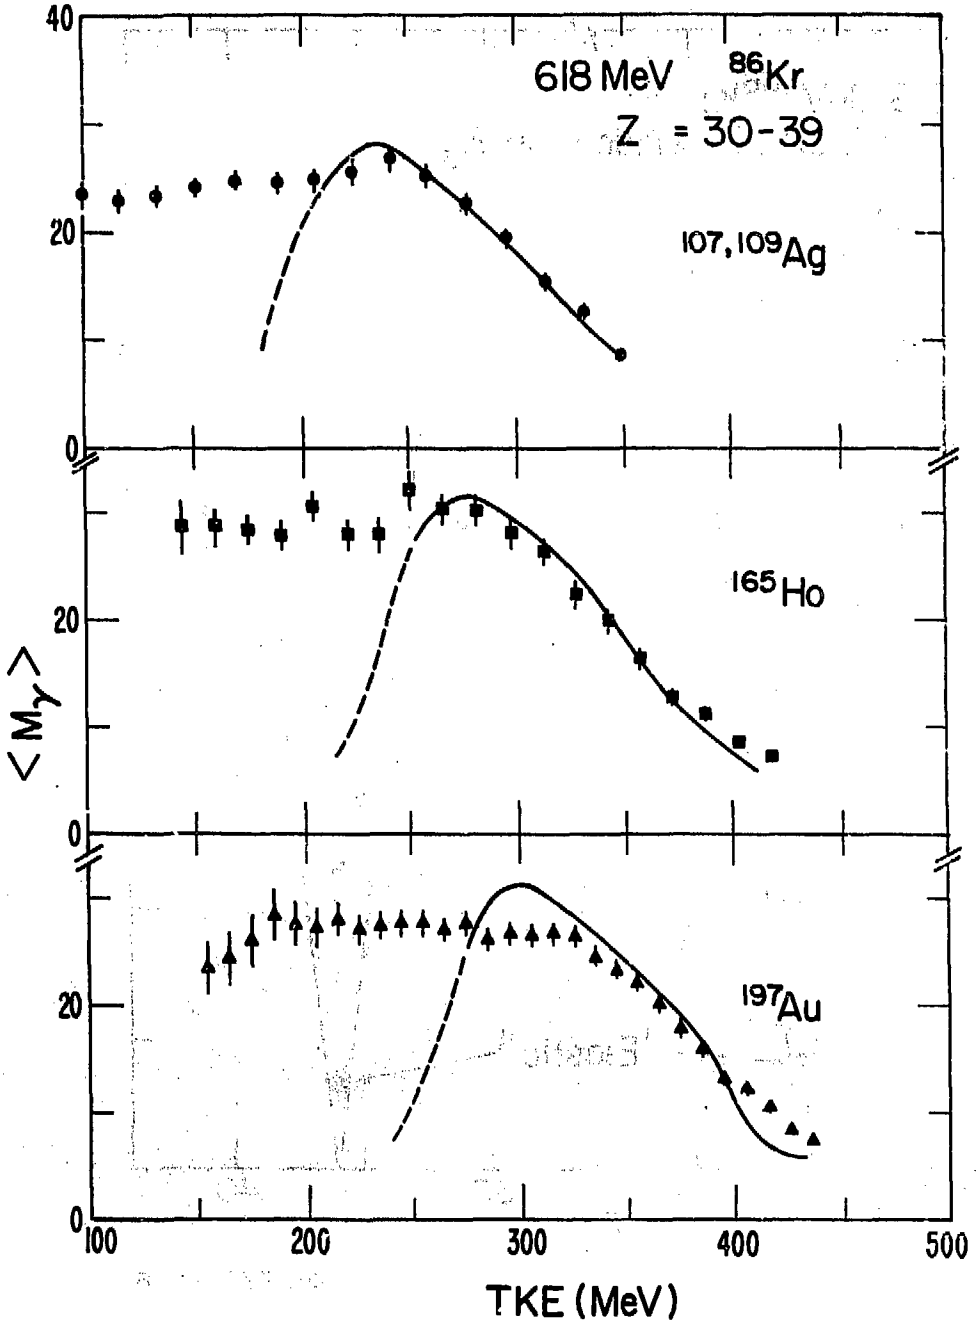 40
618 MeV ⁸⁶Kr
Z = 30-39
20
¹⁰⁷,¹⁰⁹Ag
0
¹⁶⁵Ho
20
<Mγ>
0
¹⁹⁷Au
20
Elastic
0
100 200 300 400 500
TKE (MeV)